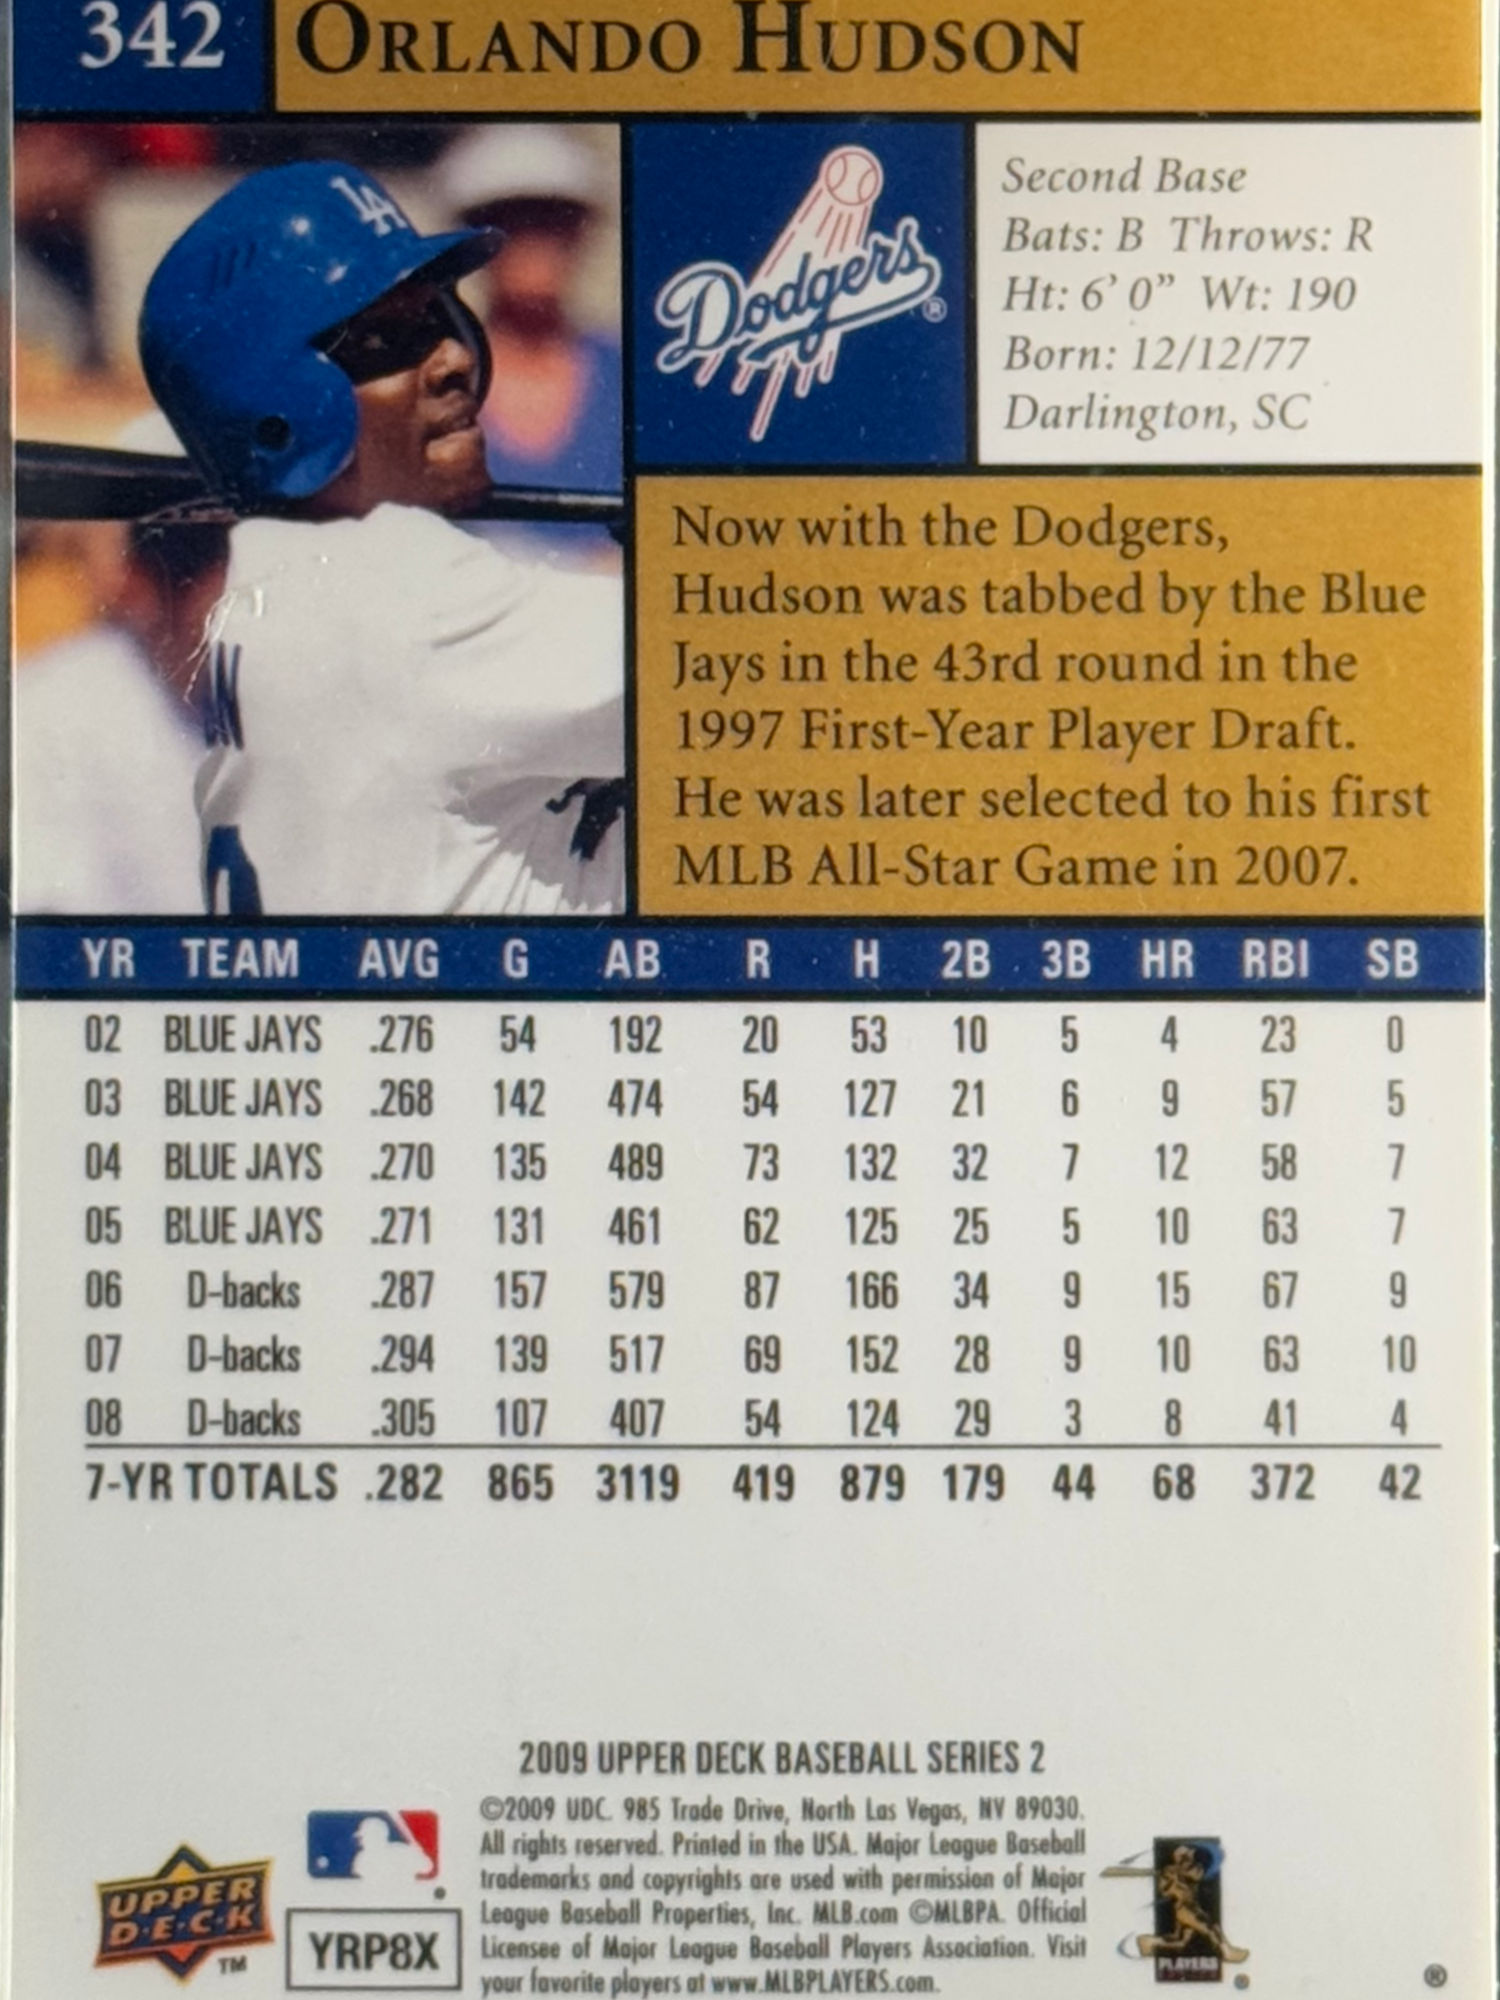 342 ORLANDO HUDSON
LA
Dodgers ®
Second Base
Bats: B Throws: R
Ht: 6' 0" Wt: 190
Born: 12/12/77
Darlington, SC
Now with the Dodgers,
Hudson was tabbed by the Blue
Jays in the 43rd round in the
1997 First-Year Player Draft.
He was later selected to his first
MLB All-Star Game in 2007.
YR TEAM AVG G AB R H 2B 3B HR RBI SB
02 BLUE JAYS .276 54 192 20 53 10 5 4 23 0
03 BLUE JAYS .268 142 474 54 127 21 6 9 57 5
04 BLUE JAYS .270 135 489 73 132 32 7 12 58 7
05 BLUE JAYS .271 131 461 62 125 25 5 10 63 7
06 D-backs .287 157 579 87 166 34 9 15 67 9
07 D-backs .294 139 517 69 152 28 9 10 63 10
08 D-backs .305 107 407 54 124 29 3 8 41 4
7-YR TOTALS .282 865 3119 419 879 179 44 68 372 42
2009 UPPER DECK BASEBALL SERIES 2
©2009 UDC. 985 Trade Drive, North Las Vegas, NV 89030.
All rights reserved. Printed in the USA. Major League Baseball
trademarks and copyrights are used with permission of Major
League Baseball Properties, Inc. MLB.com ©MLBPA. Official
Licensee of Major League Baseball Players Association. Visit
your favorite players at www.MLBPLAYERS.com.
UPPER
D·E·C·K
TM
YRP8X
PLAYERS
®